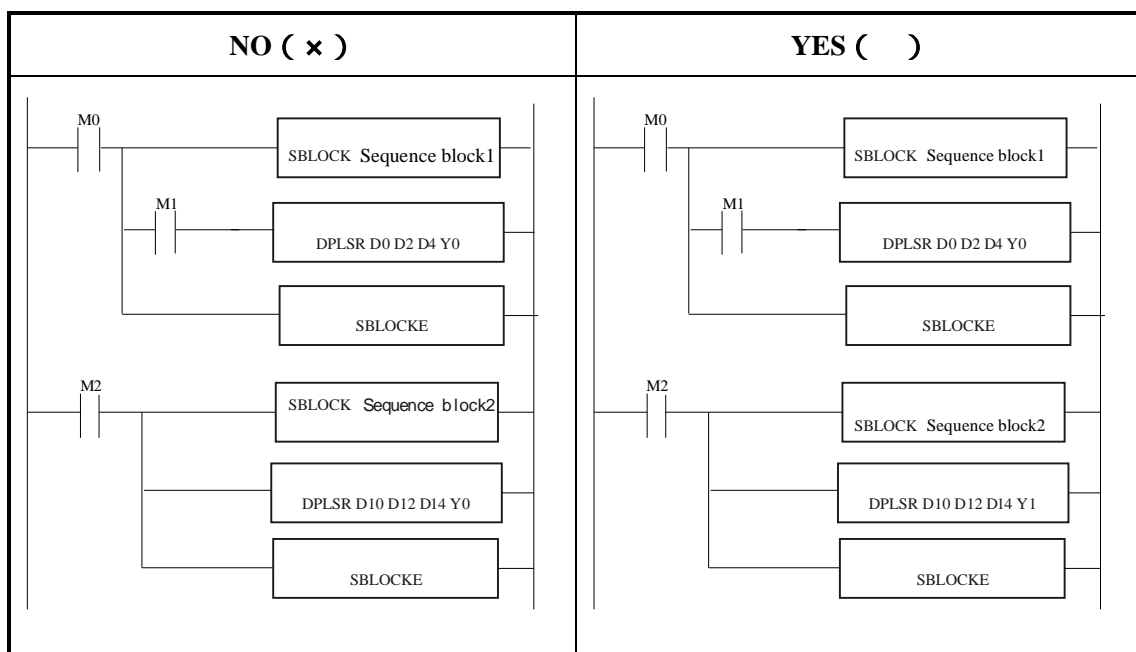 NO ( × )
YES ( )
M0
SBLOCK Sequence block1
M1
DPLSR D0 D2 D4 Y0
SBLOCKE
M2
SBLOCK Sequence block2
DPLSR D10 D12 D14 Y0
SBLOCKE
M0
SBLOCK Sequence block1
M1
DPLSR D0 D2 D4 Y0
SBLOCKE
M2
SBLOCK Sequence block2
DPLSR D10 D12 D14 Y1
SBLOCKE